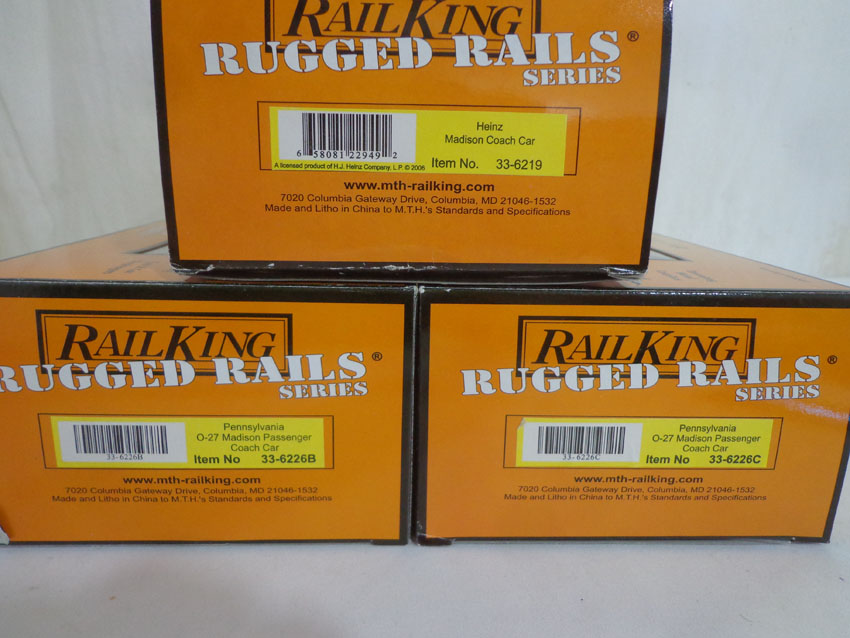 RAILKING
RUGGED RAILS®
SERIES
Heinz
Madison Coach Car
6 58081 22949 2
A licensed product of H.J. Heinz Company, L.P. © 2006
Item No. 33-6219
www.mth-railking.com
7020 Columbia Gateway Drive, Columbia, MD 21046-1532
Made and Litho in China to M.T.H.'s Standards and Specifications
RAILKING
RUGGED RAILS®
SERIES
Pennsylvania
O-27 Madison Passenger
Coach Car
33-6226B
Item No 33-6226B
www.mth-railking.com
7020 Columbia Gateway Drive, Columbia, MD 21046-1532
Made and Litho in China to M.T.H.'s Standards and Specifications
RAILKING
RUGGED RAILS®
SERIES
Pennsylvania
O-27 Madison Passenger
Coach Car
33-6226C
Item No 33-6226C
www.mth-railking.com
7020 Columbia Gateway Drive, Columbia, MD 21046-1532
Made and Litho in China to M.T.H.'s Standards and Specifications